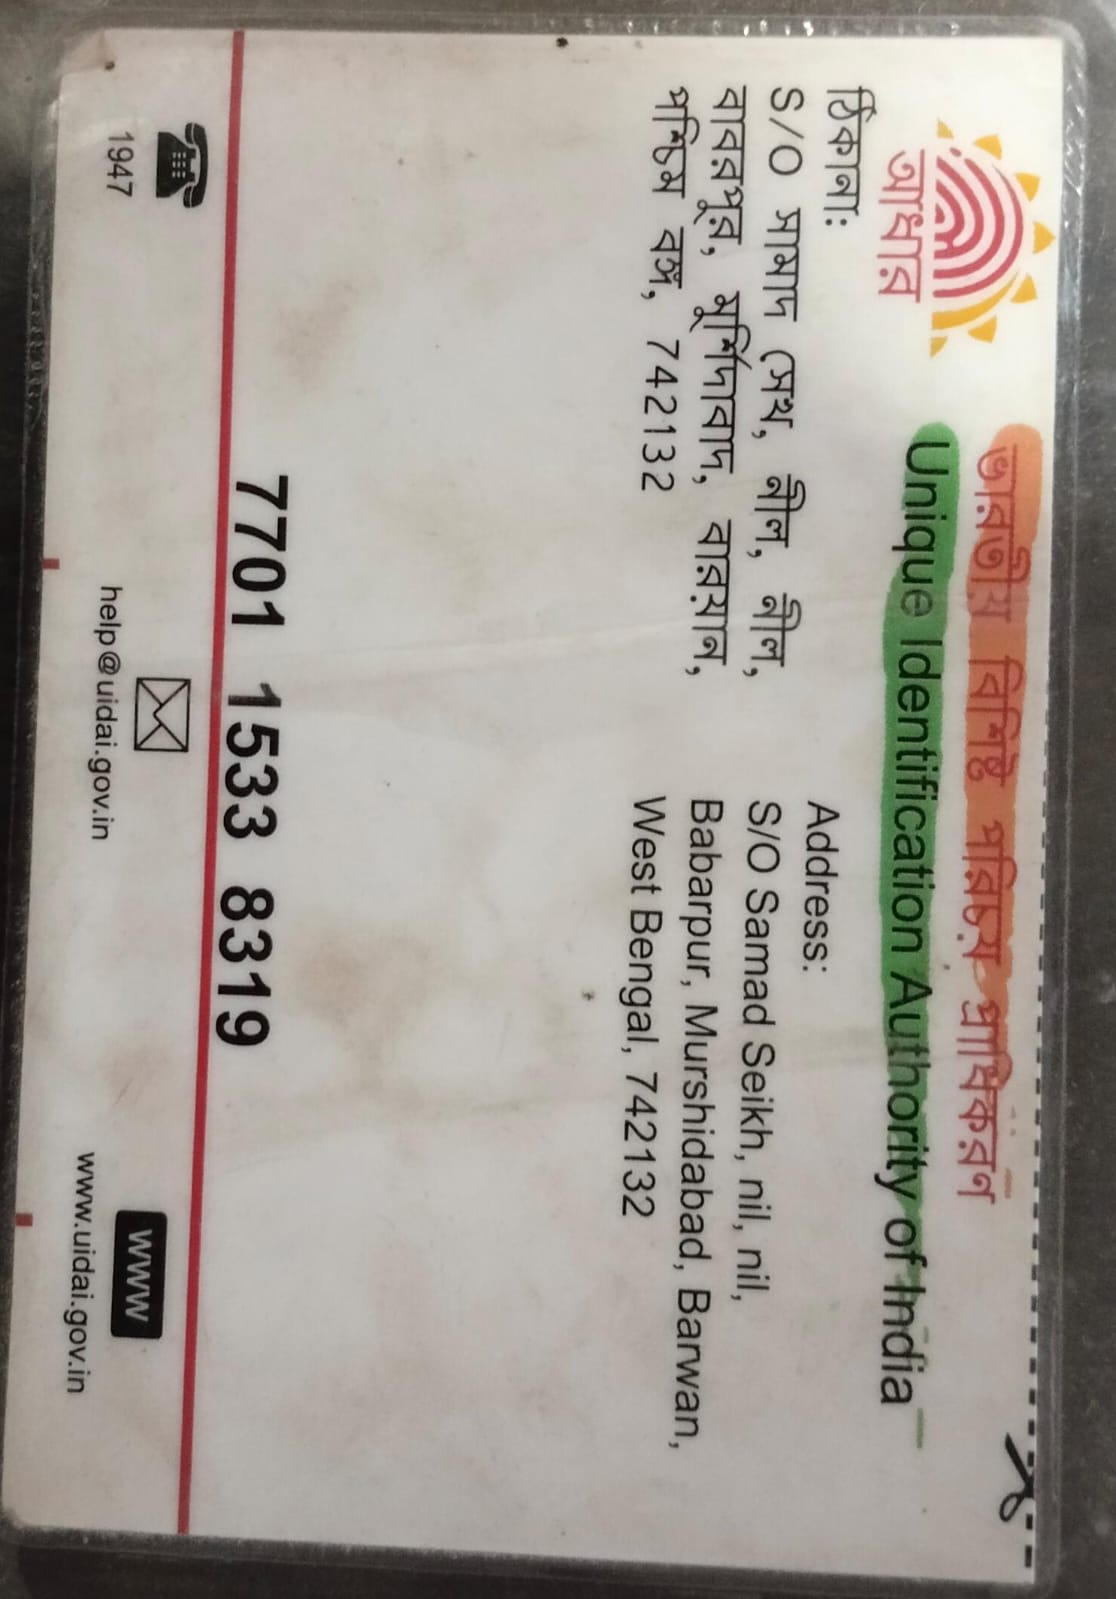 আধার
ভারতীয় বিশিষ্ট পরিচয় প্রাধিকরণ
Unique Identification Authority of India
ঠিকানা:
S/O সামাদ সেখ, নীল, নীল,
বাবরপুর, মুর্শিদাবাদ, বারয়ান,
পশ্চিম বঙ্গ, 742132
Address:
S/O Samad Seikh, nil, nil,
Babarpur, Murshidabad, Barwan,
West Bengal, 742132
7701 1533 8319
1947
help@uidai.gov.in
www
www.uidai.gov.in